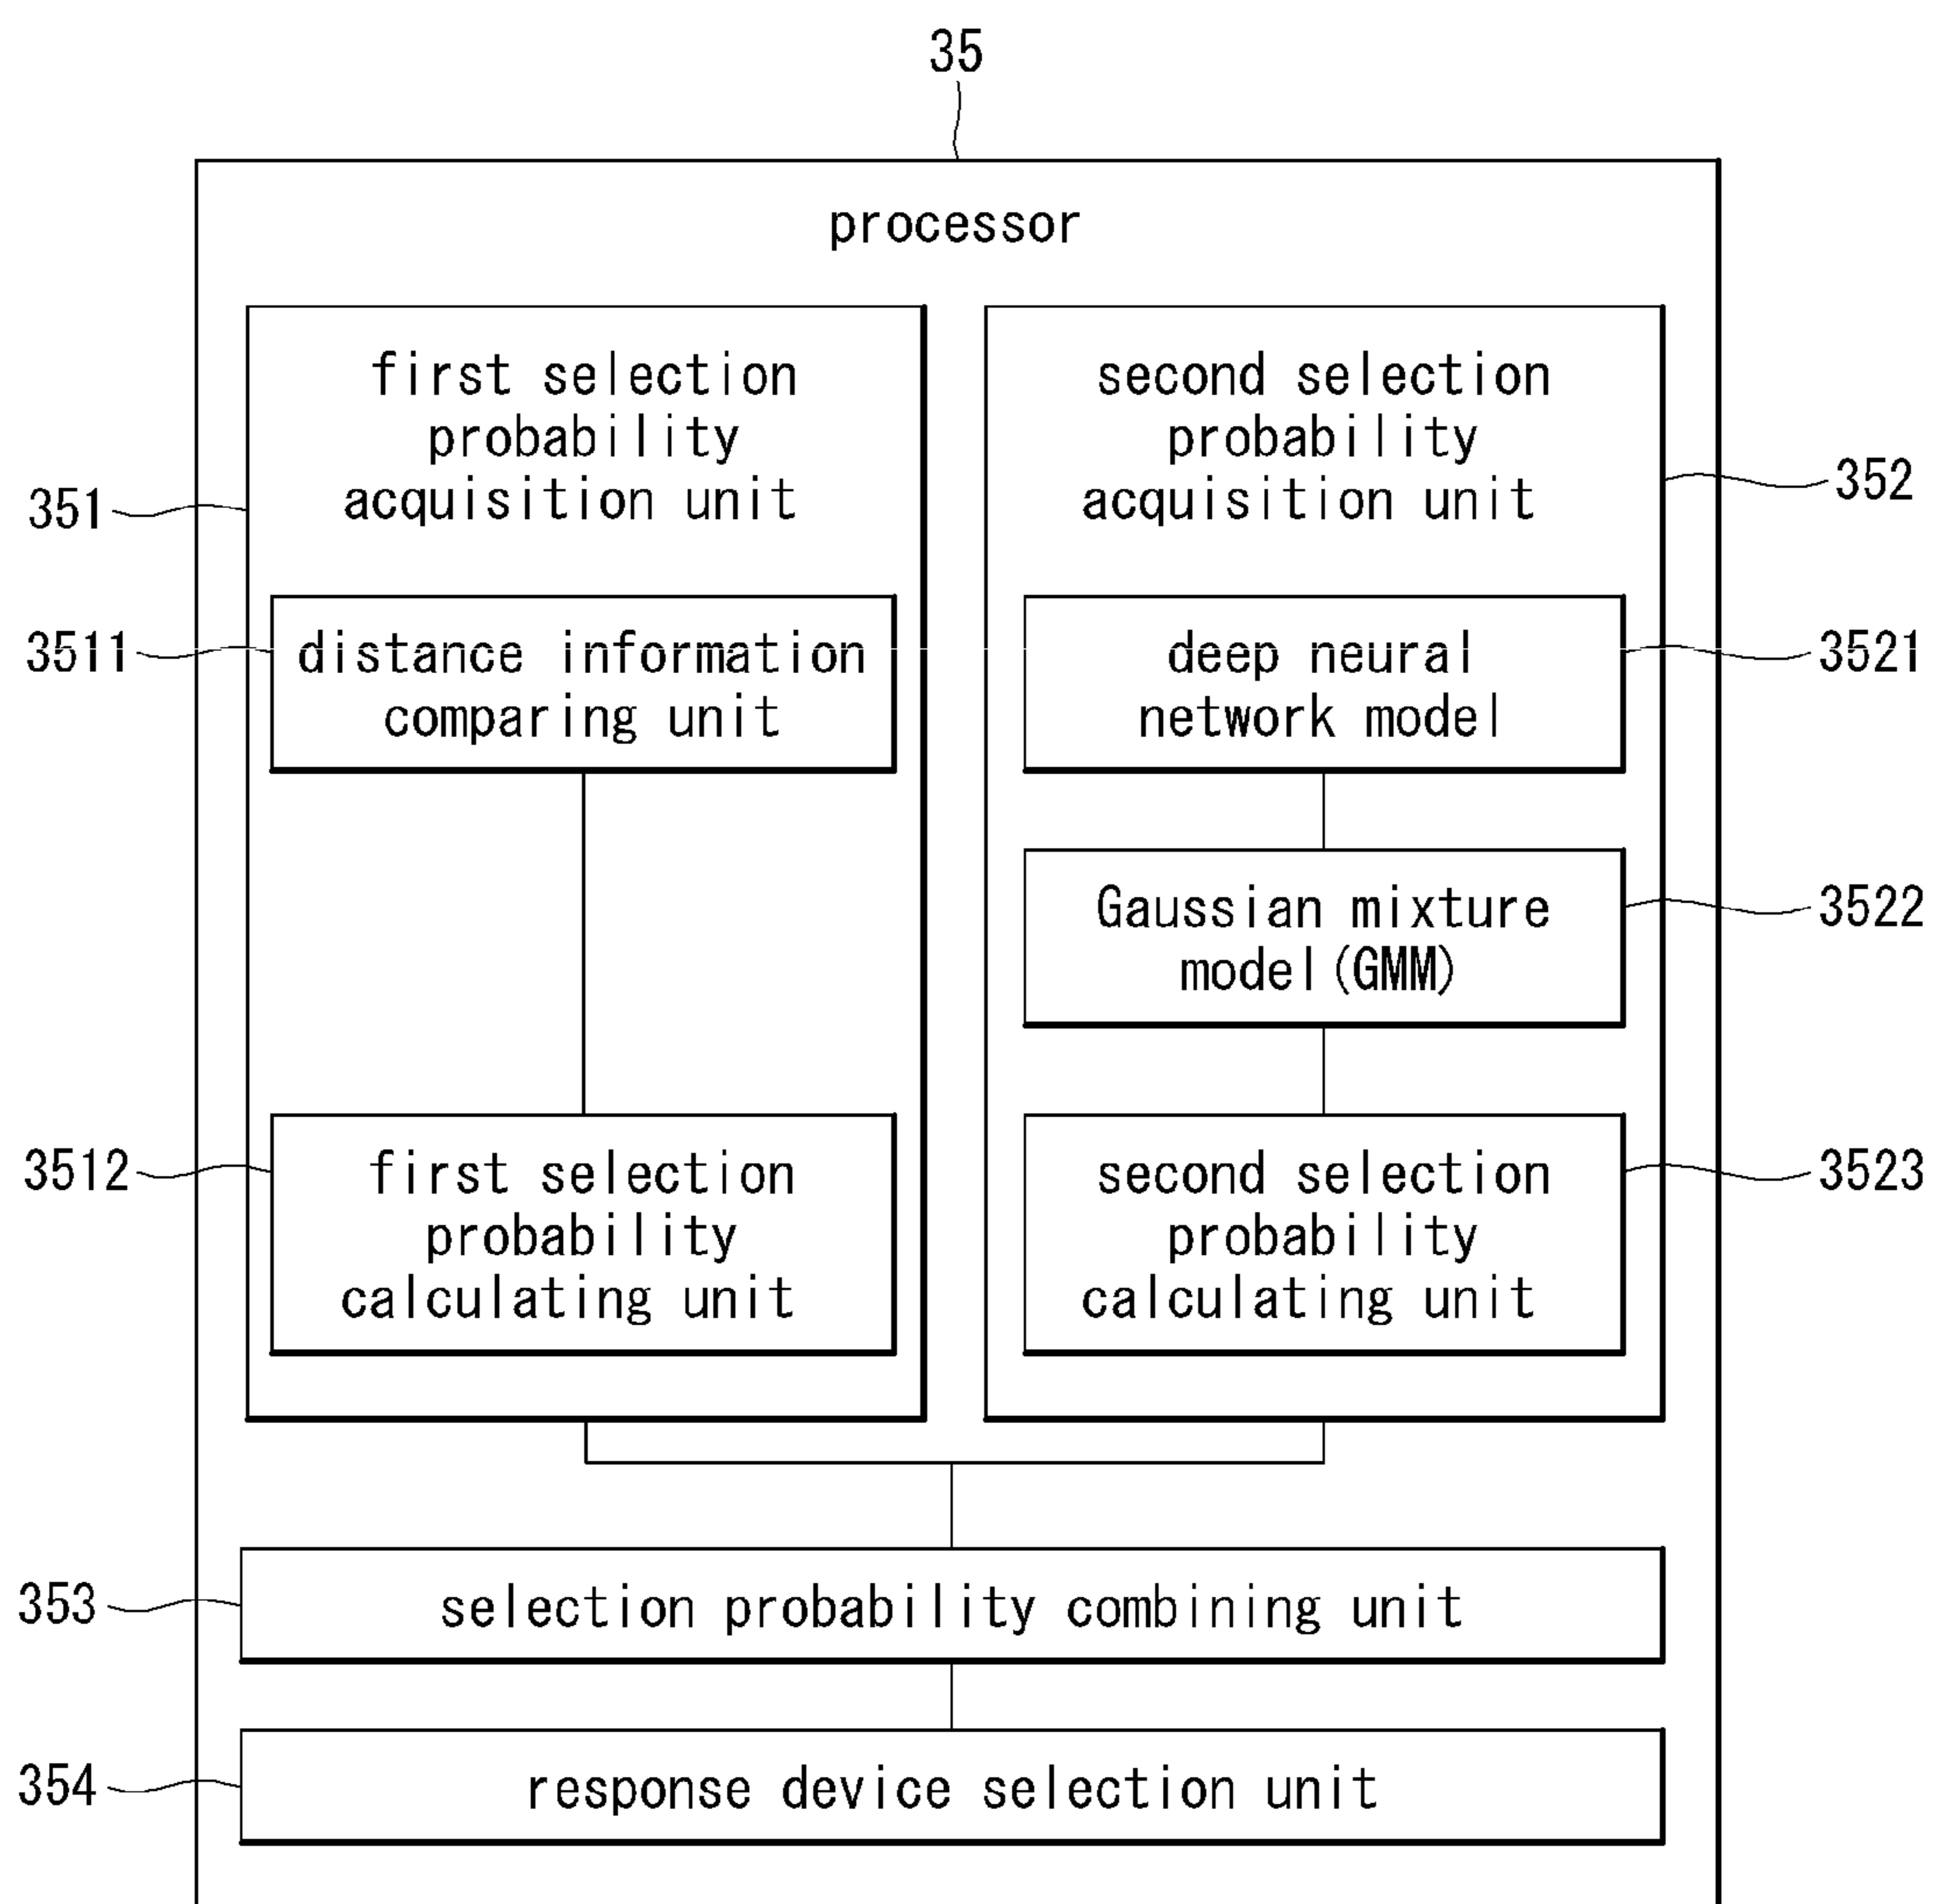 35
processor
first selection
probability
acquisition unit
351
3511
distance information
comparing unit
3512
first selection
probability
calculating unit
second selection
probability
acquisition unit
352
deep neural
network model
3521
Gaussian mixture
model(GMM)
3522
second selection
probability
calculating unit
3523
353
selection probability combining unit
354
response device selection unit